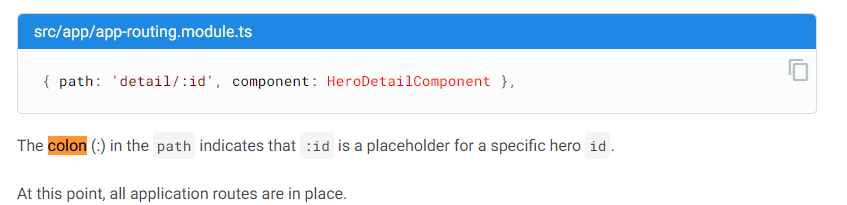 src/app/app-routing.module.ts
{ path: 'detail/:id', component: HeroDetailComponent },
The colon (:) in the path indicates that :id is a placeholder for a specific hero id.
At this point, all application routes are in place.